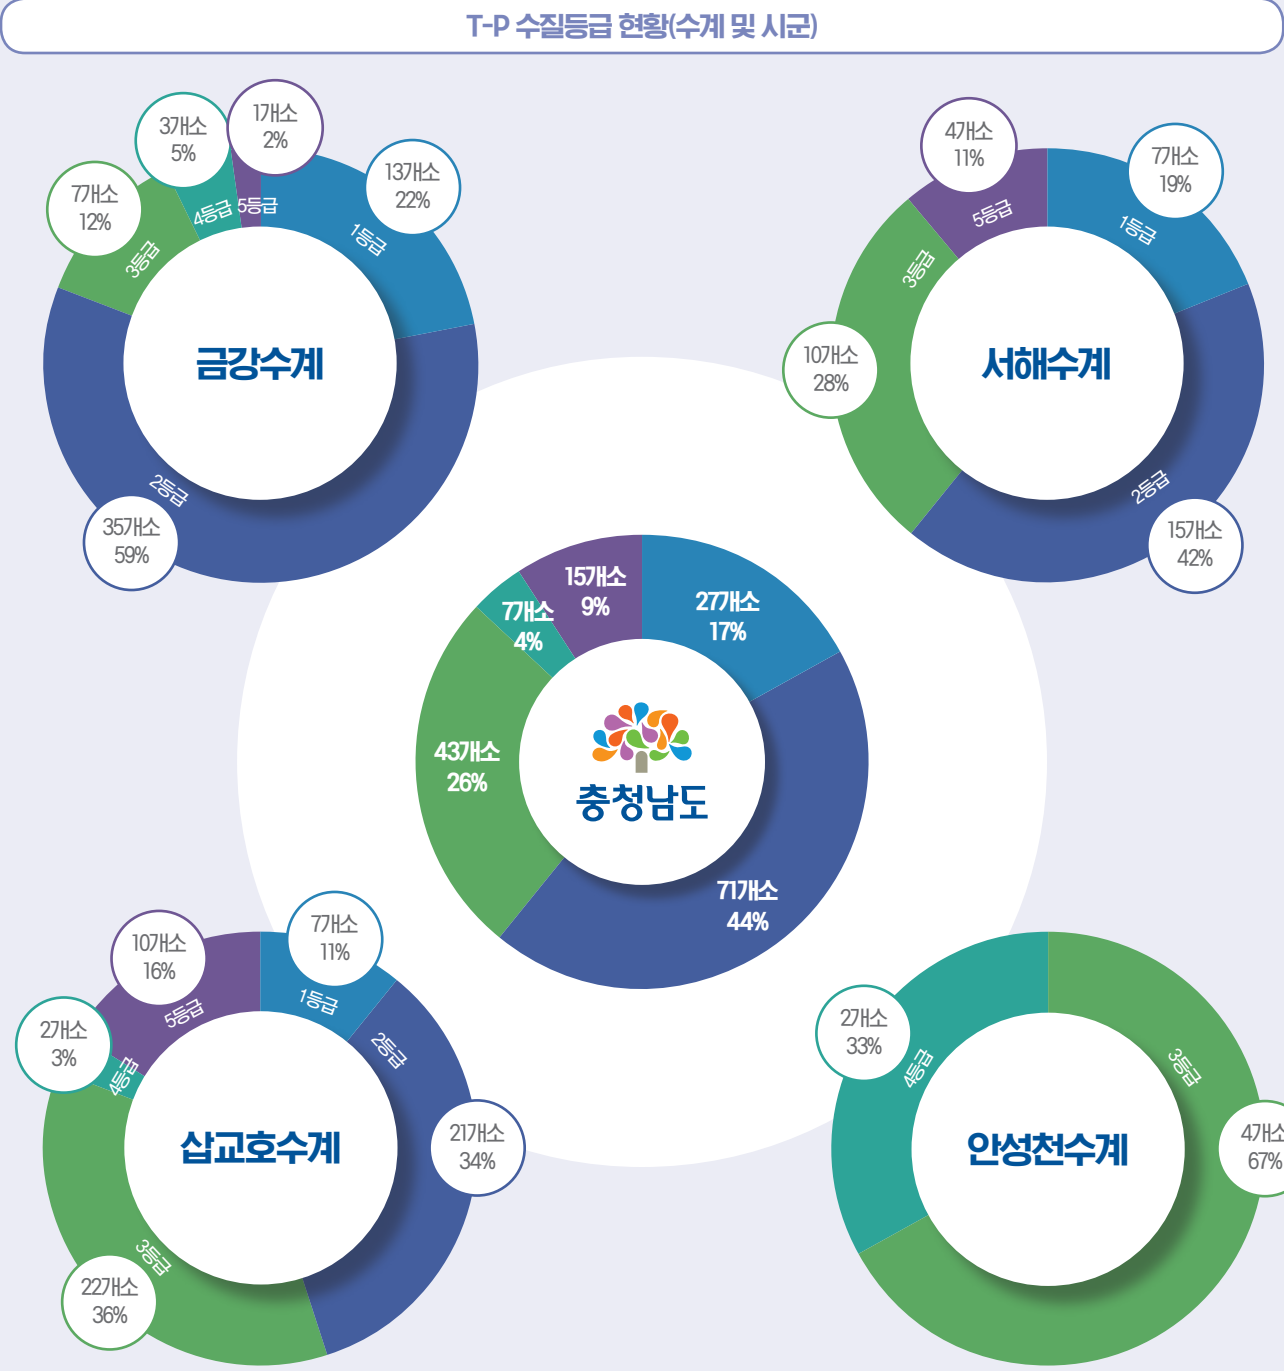 T-P 수질등급 현황(수계 및 시군)
1개소
2%
3개소
5%
13개소
22%
7개소
12%
35개소
59%
1등급
2등급
3등급
4등급
5등급
금강수계
4개소
11%
7개소
19%
10개소
28%
15개소
42%
1등급
2등급
3등급
5등급
서해수계
15개소
9%
27개소
17%
7개소
4%
43개소
26%
71개소
44%
충청남도
7개소
11%
10개소
16%
2개소
3%
21개소
34%
22개소
36%
1등급
2등급
3등급
4등급
5등급
삽교호수계
2개소
33%
4개소
67%
3등급
4등급
안성천수계